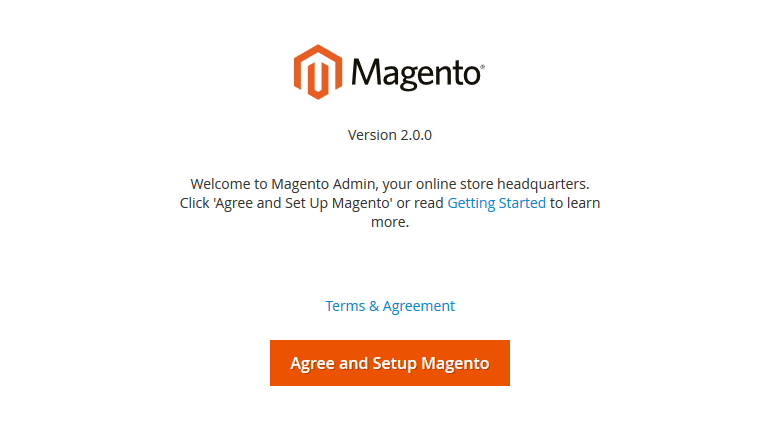 Magento®
Version 2.0.0
Welcome to Magento Admin, your online store headquarters.
Click 'Agree and Set Up Magento' or read Getting Started to learn
more.
Terms & Agreement
Agree and Setup Magento